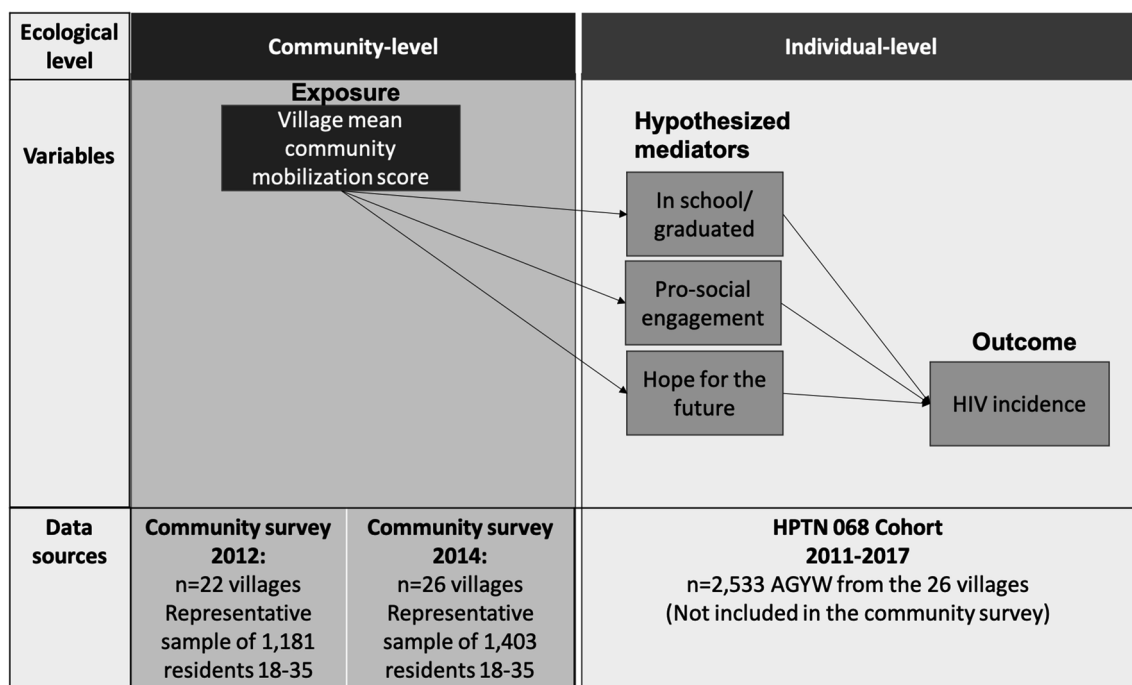 Ecological
level
Community-level
Individual-level
Variables
Exposure
Village mean
community
mobilization score
Hypothesized
mediators
In school/
graduated
Pro-social
engagement
Hope for the
future
Outcome
HIV incidence
Data
sources
Community survey
2012:
n=22 villages
Representative
sample of 1,181
residents 18-35
Community survey
2014:
n=26 villages
Representative
sample of 1,403
residents 18-35
HPTN 068 Cohort
2011-2017
n=2,533 AGYW from the 26 villages
(Not included in the community survey)